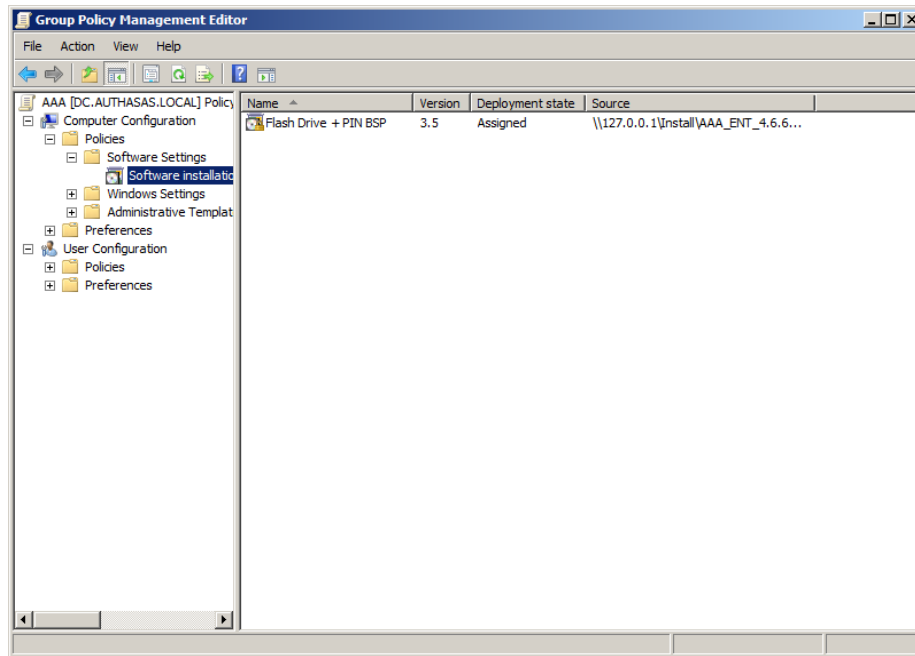 Group Policy Management Editor
File Action View Help
AAA [DC.AUTHASAS.LOCAL] Policy
Computer Configuration
Policies
Software Settings
Software installatio
Windows Settings
Administrative Templat
Preferences
User Configuration
Policies
Preferences
Name Version Deployment state Source
Flash Drive + PIN BSP 3.5 Assigned \\127.0.0.1\Install\AAA_ENT_4.6.6...